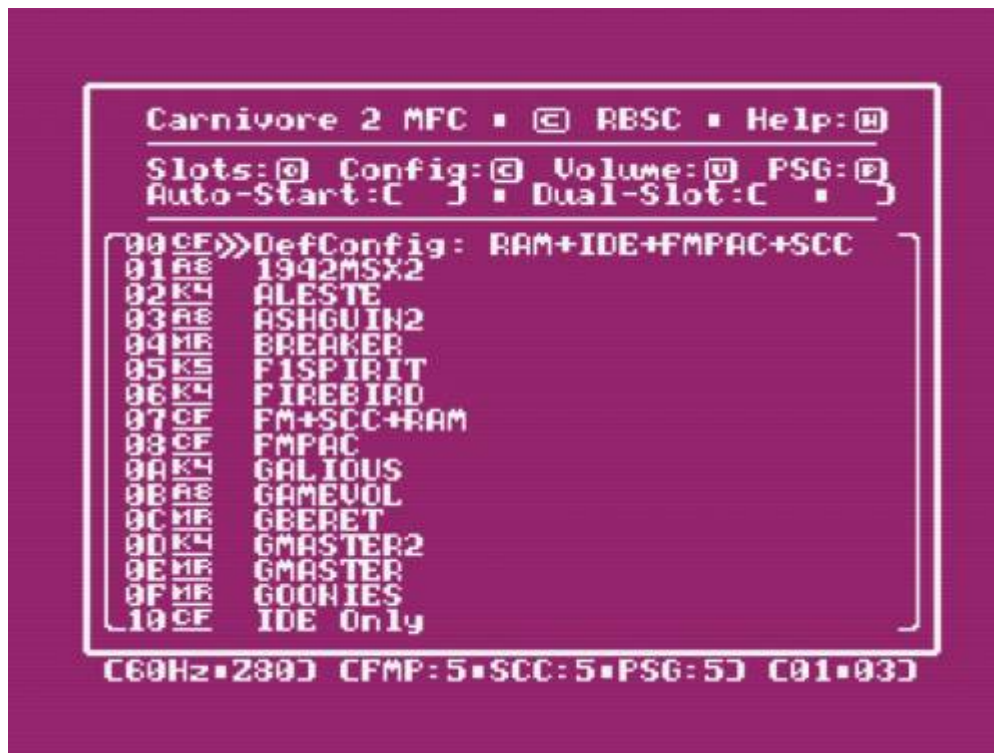 Carnivore 2 MFC ▪ [C] RBSC ▪ Help:[H]
Slots:[O] Config:[C] Volume:[V] PSG:[P]
Auto-Start:[ ] ▪ Dual-Slot:[ ▪ ]
00 CF»DefConfig: RAM+IDE+FMPAC+SCC
01 A8 1942MSX2
02 K4 ALESTE
03 A8 ASHGUIN2
04 MR BREAKER
05 K5 F1SPIRIT
06 K4 FIREBIRD
07 CF FM+SCC+RAM
08 CF FMPAC
0A K4 GALIOUS
0B A8 GAMEVOL
0C MR GBERET
0D K4 GMASTER2
0E MR GMASTER
0F MR GOONIES
10 CF IDE Only
[60Hz▪Z80] [FMP:5▪SCC:5▪PSG:5] [01▪03]